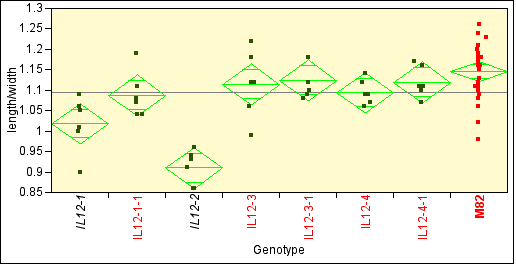 length/width
1.3
1.25
1.2
1.15
1.1
1.05
1
0.95
0.9
0.85
IL12-1
IL12-1-1
IL12-2
IL12-3
IL12-3-1
IL12-4
IL12-4-1
M82
Genotype